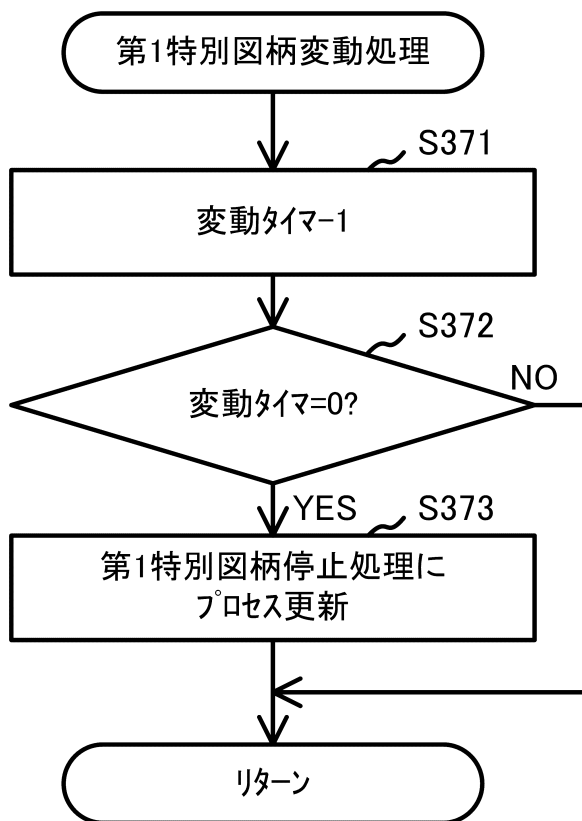 第1特別図柄変動処理
S371
変動ﾀｲﾏ-1
S372
変動ﾀｲﾏ=0?
NO
YES
S373
第1特別図柄停止処理に
ﾌﾟﾛｾｽ更新
ﾘﾀｰﾝ